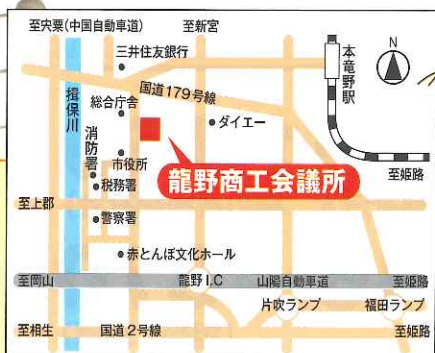 至宍粟(中国自動車道)
至新宮
三井住友銀行
本竜野駅
N
国道179号線
揖保川
総合庁舎
ダイエー
消防署
市役所
龍野商工会議所
税務署
至姫路
至上郡
警察署
赤とんぼ文化ホール
至岡山
龍野I.C
山陽自動車道
至姫路
片吹ランプ
福田ランプ
至相生
国道2号線
至姫路